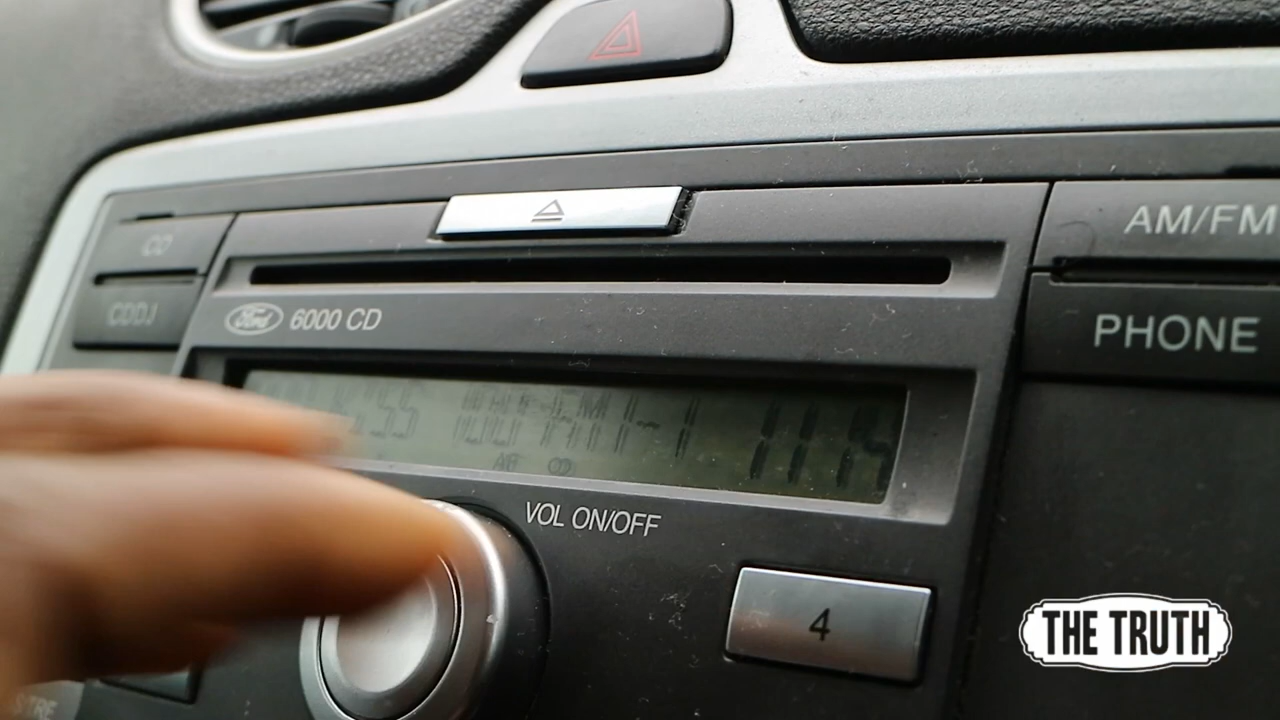 CD
AM/FM
CDDJ
PHONE
Ford
6000 CD
VOL ON/OFF
4
THE TRUTH